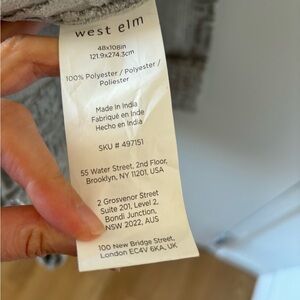 west elm
48x108in
121.9x274.3cm
100% Polyester / Polyester /
Poliester
Made in India
Fabriqué en Inde
Hecho en India
SKU # 497151
55 Water Street, 2nd Floor,
Brooklyn, NY 11201, USA
2 Grosvenor Street
Suite 201, Level 2,
Bondi Junction,
NSW 2022, AUS
100 New Bridge Street,
London EC4V 6KA, UK